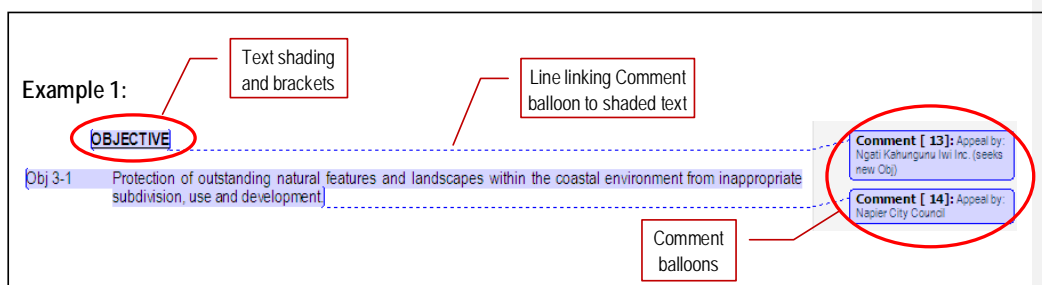 Text shading
and brackets
Line linking Comment
balloon to shaded text
Example 1:
OBJECTIVE
Comment [ 13]: Appeal by:
Ngati Kahungunu Iwi Inc. (seeks
new Obj)
Obj 3-1 Protection of outstanding natural features and landscapes within the coastal environment from inappropriate
subdivision, use and development.
Comment [ 14]: Appeal by:
Napier City Council
Comment
balloons